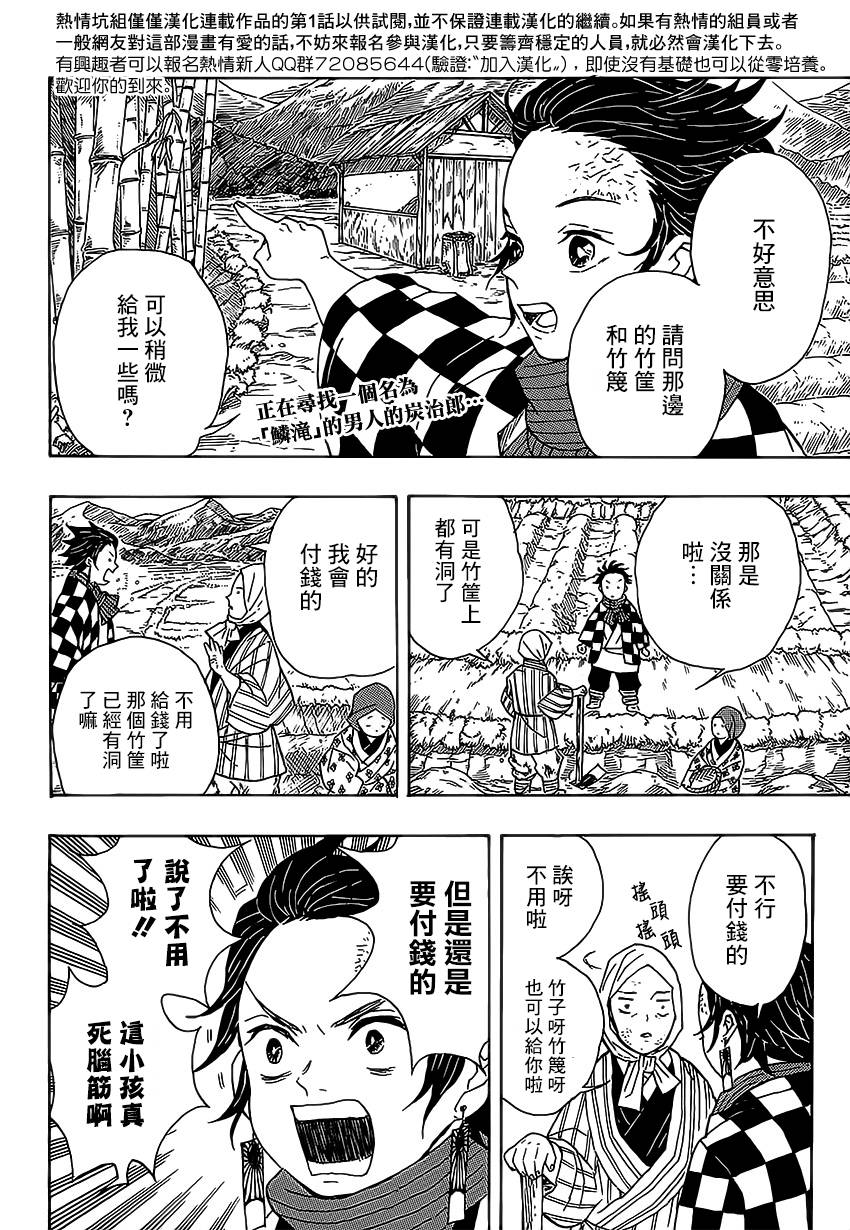 熱情坑組僅僅漢化連載作品的第1話以供試閱,並不保證連載漢化的繼續。如果有熱情的組員或者
一般網友對這部漫畫有愛的話,不妨來報名參與漢化,只要籌齊穩定的人員,就必然會漢化下去。
有興趣者可以報名熱情新人QQ群72085644(驗證:〝加入漢化〟)，即使沒有基礎也可以從零培養。
歡迎你的到來。
不好意思
請問那邊
的竹筐
和竹篾
可以稍微
給我一些嗎?
正在尋找一個名為
「鱗滝」的男人的炭治郎…
那是
沒關係
啦…
可是竹筐上
都有洞了
好的
我會
付錢的
不用
給錢了啦
那個竹筐
已經有洞
了嘛
不行
要付錢的
搖頭
搖頭
誒呀
不用啦
竹子呀竹篾呀
也可以給你啦
但是還是
要付錢的
說了不用
了啦!!
這小孩真
死腦筋啊